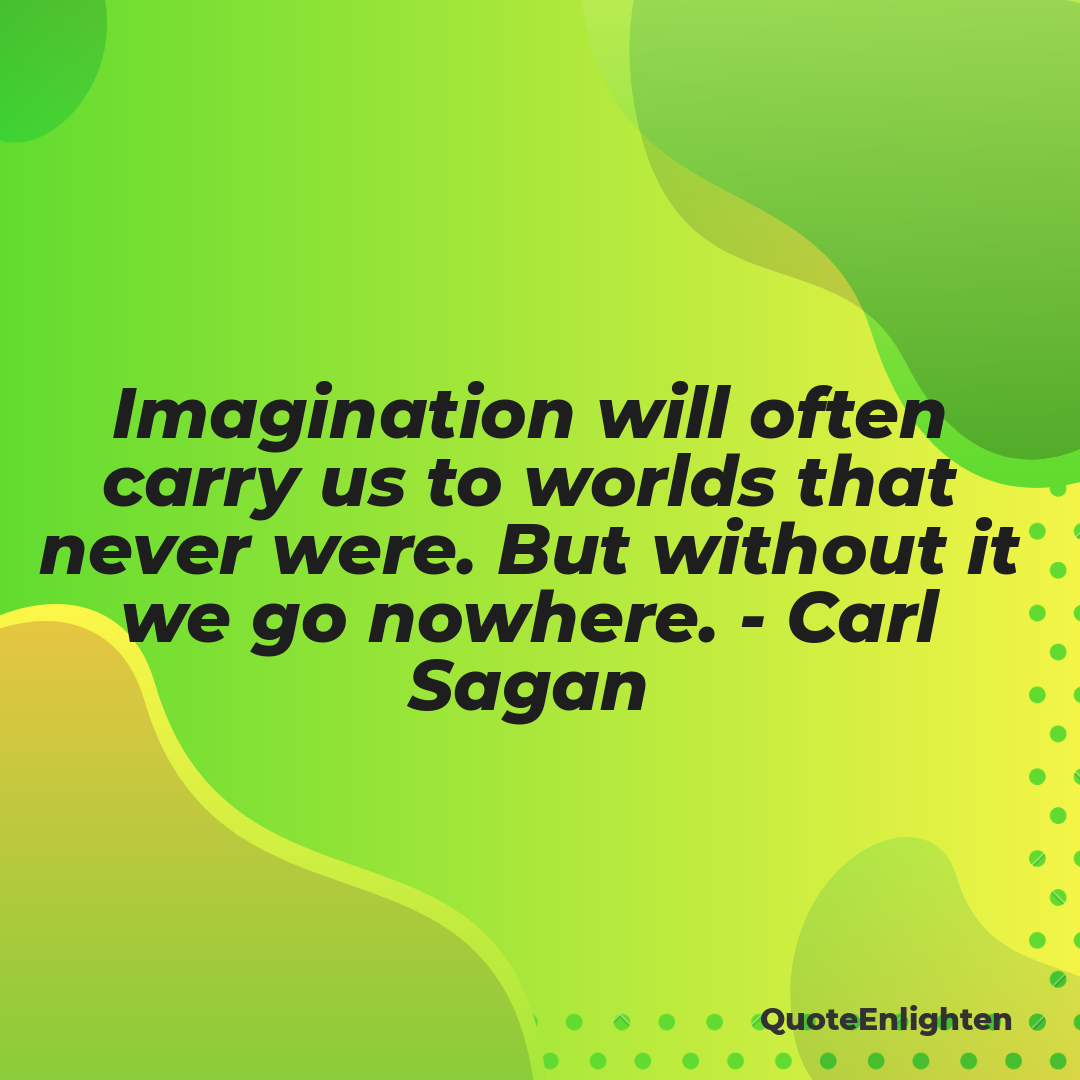 Imagination will often
carry us to worlds that
never were. But without it
we go nowhere. - Carl
Sagan
QuoteEnlighten